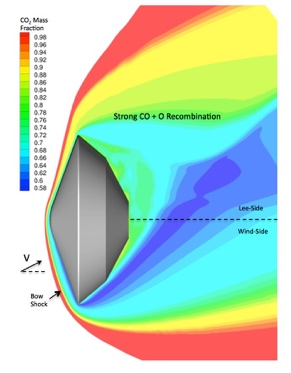 CO₂ Mass
Fraction
0.98
0.96
0.94
0.92
0.9
0.88
0.86
0.84
0.82
0.8
0.78
0.76
0.74
0.72
0.7
0.68
0.66
0.64
0.62
0.6
0.58
Strong CO + O Recombination
Lee-Side
Wind-Side
V
Bow
Shock